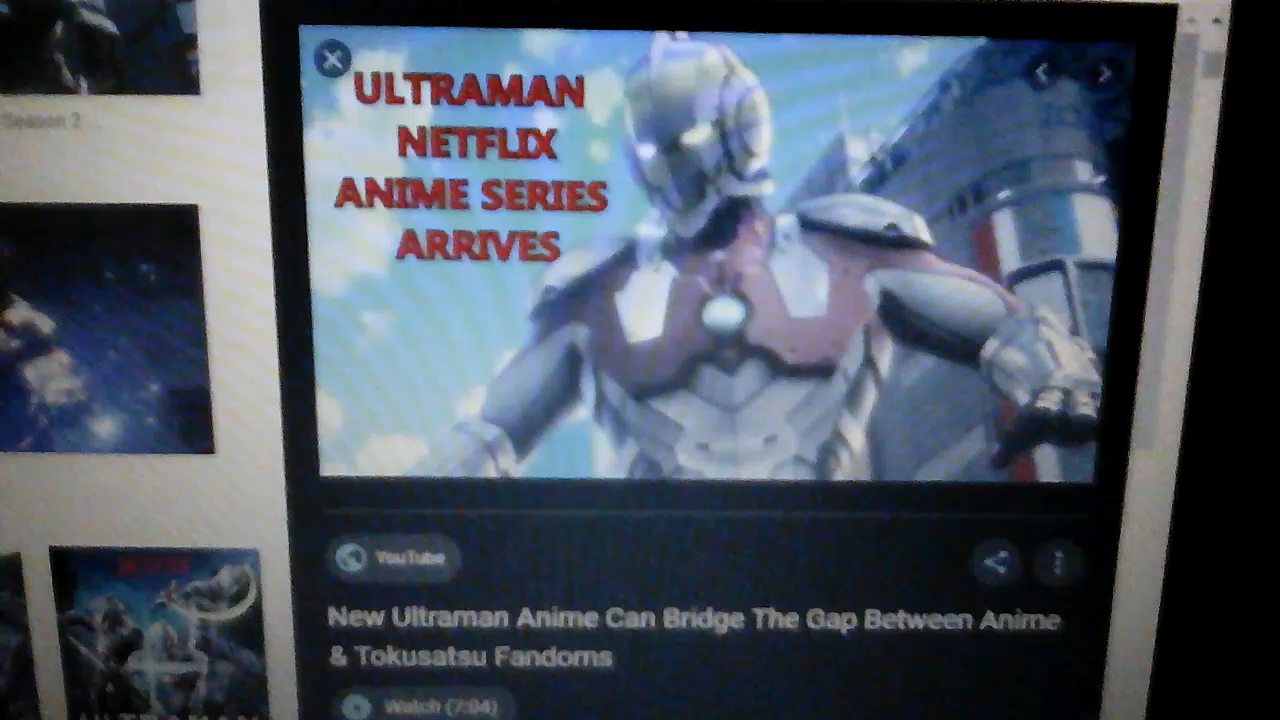 ULTRAMAN
NETFLIX
ANIME SERIES
ARRIVES
Season 2
YouTube
New Ultraman Anime Can Bridge The Gap Between Anime
& Tokusatsu Fandoms
Watch (7:04)